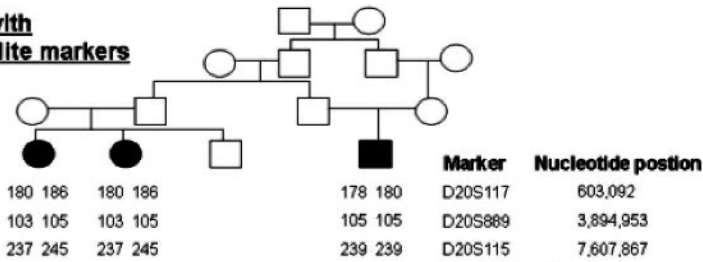 with
lite markers
Marker Nucleotide postion
180 186 180 186 178 180 D20S117 603,092
103 105 103 105 105 105 D20S889 3,894,953
237 245 237 245 239 239 D20S115 7,607,867